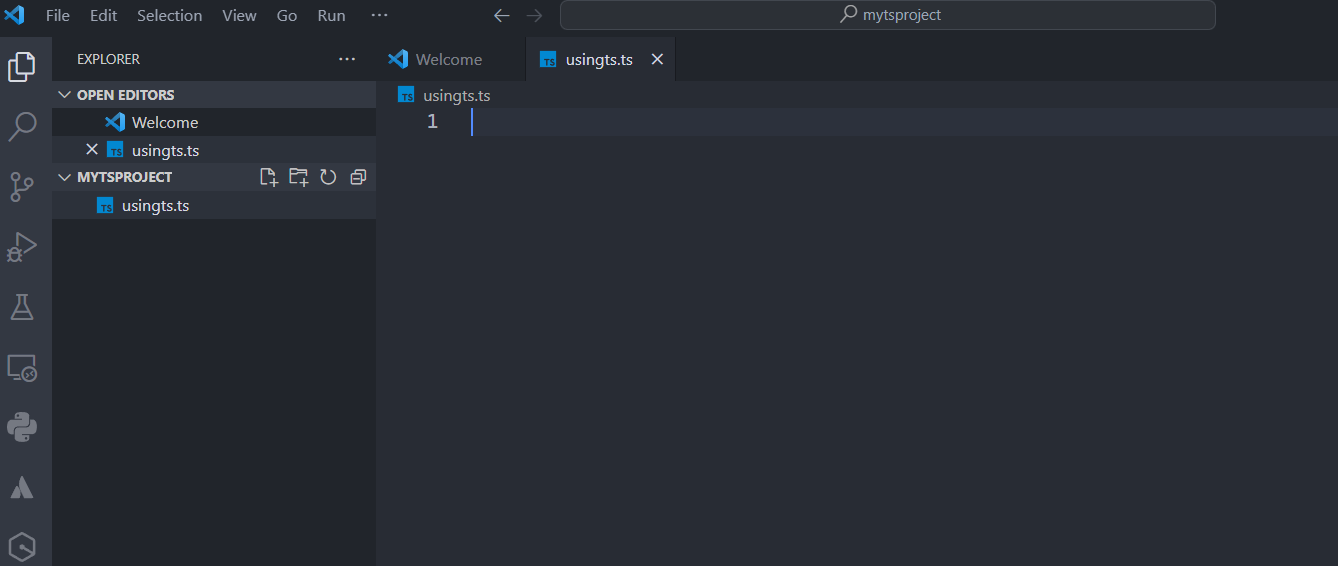 File Edit Selection View Go Run ··· mytsproject
EXPLORER ···
Welcome
TS usingts.ts
OPEN EDITORS
Welcome
TS usingts.ts
MYTSPROJECT
TS usingts.ts
TS usingts.ts
1